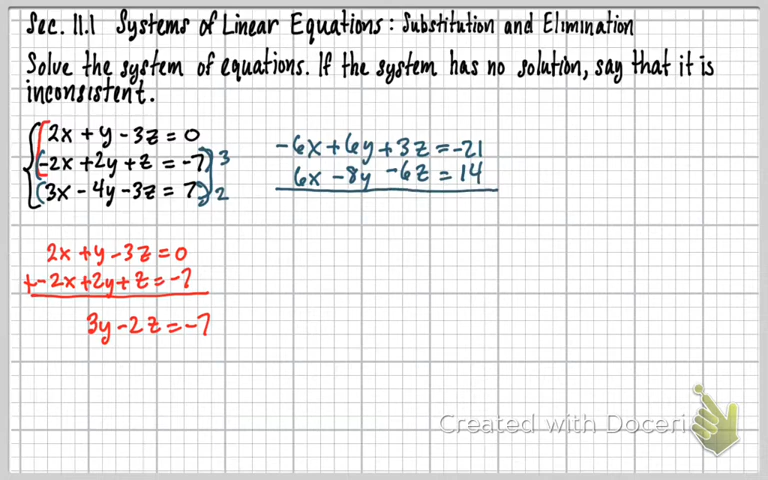 Sec. 11.1 Systems of Linear Equations: Substitution and Elimination
Solve the system of equations. If the system has no solution, say that it is
inconsistent.
2x + y - 3z = 0
-2x + 2y + z = -7 3
3x - 4y - 3z = 7 2
-6x + 6y + 3z = -21
6x - 8y - 6z = 14
2x + y - 3z = 0
+ -2x + 2y + z = -7
3y - 2z = -7
Created with Doceri